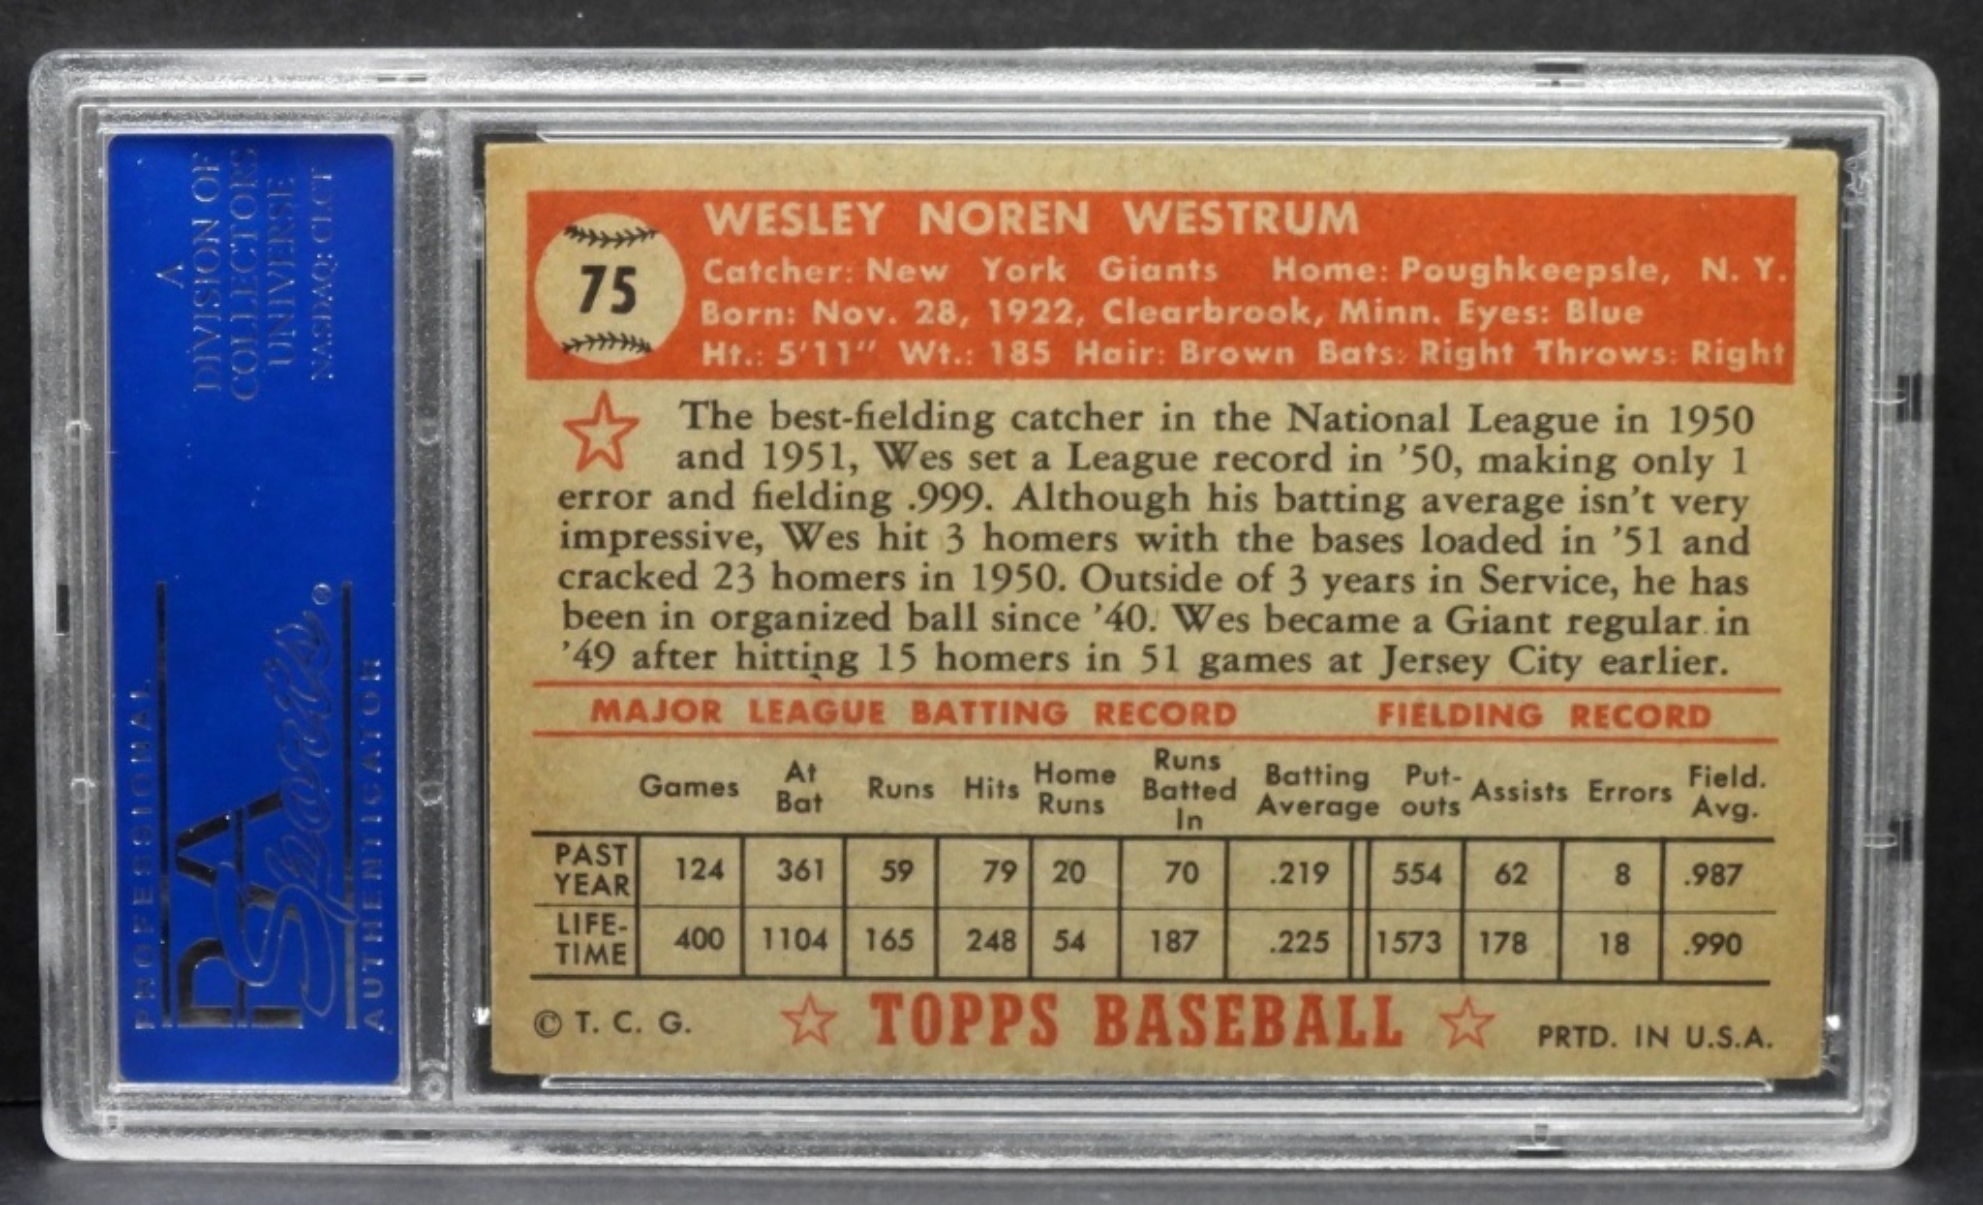 A
DIVISION OF
COLLECTORS
UNIVERSE
NASDAQ: CLCT
PROFESSIONAL
PSA
Sports
®
AUTHENTICATOR
75
WESLEY NOREN WESTRUM
Catcher: New York Giants Home: Poughkeepsie, N. Y.
Born: Nov. 28, 1922, Clearbrook, Minn. Eyes: Blue
Ht.: 5'11" Wt.: 185 Hair: Brown Bats: Right Throws: Right
The best-fielding catcher in the National League in 1950
and 1951, Wes set a League record in '50, making only 1
error and fielding .999. Although his batting average isn't very
impressive, Wes hit 3 homers with the bases loaded in '51 and
cracked 23 homers in 1950. Outside of 3 years in Service, he has
been in organized ball since '40. Wes became a Giant regular in
'49 after hitting 15 homers in 51 games at Jersey City earlier.
MAJOR LEAGUE BATTING RECORD FIELDING RECORD
Games At Bat Runs Hits Home Runs Runs Batted In Batting Average Put-outs Assists Errors Field. Avg.
PAST YEAR 124 361 59 79 20 70 .219 554 62 8 .987
LIFE-TIME 400 1104 165 248 54 187 .225 1573 178 18 .990
© T. C. G. TOPPS BASEBALL PRTD. IN U.S.A.